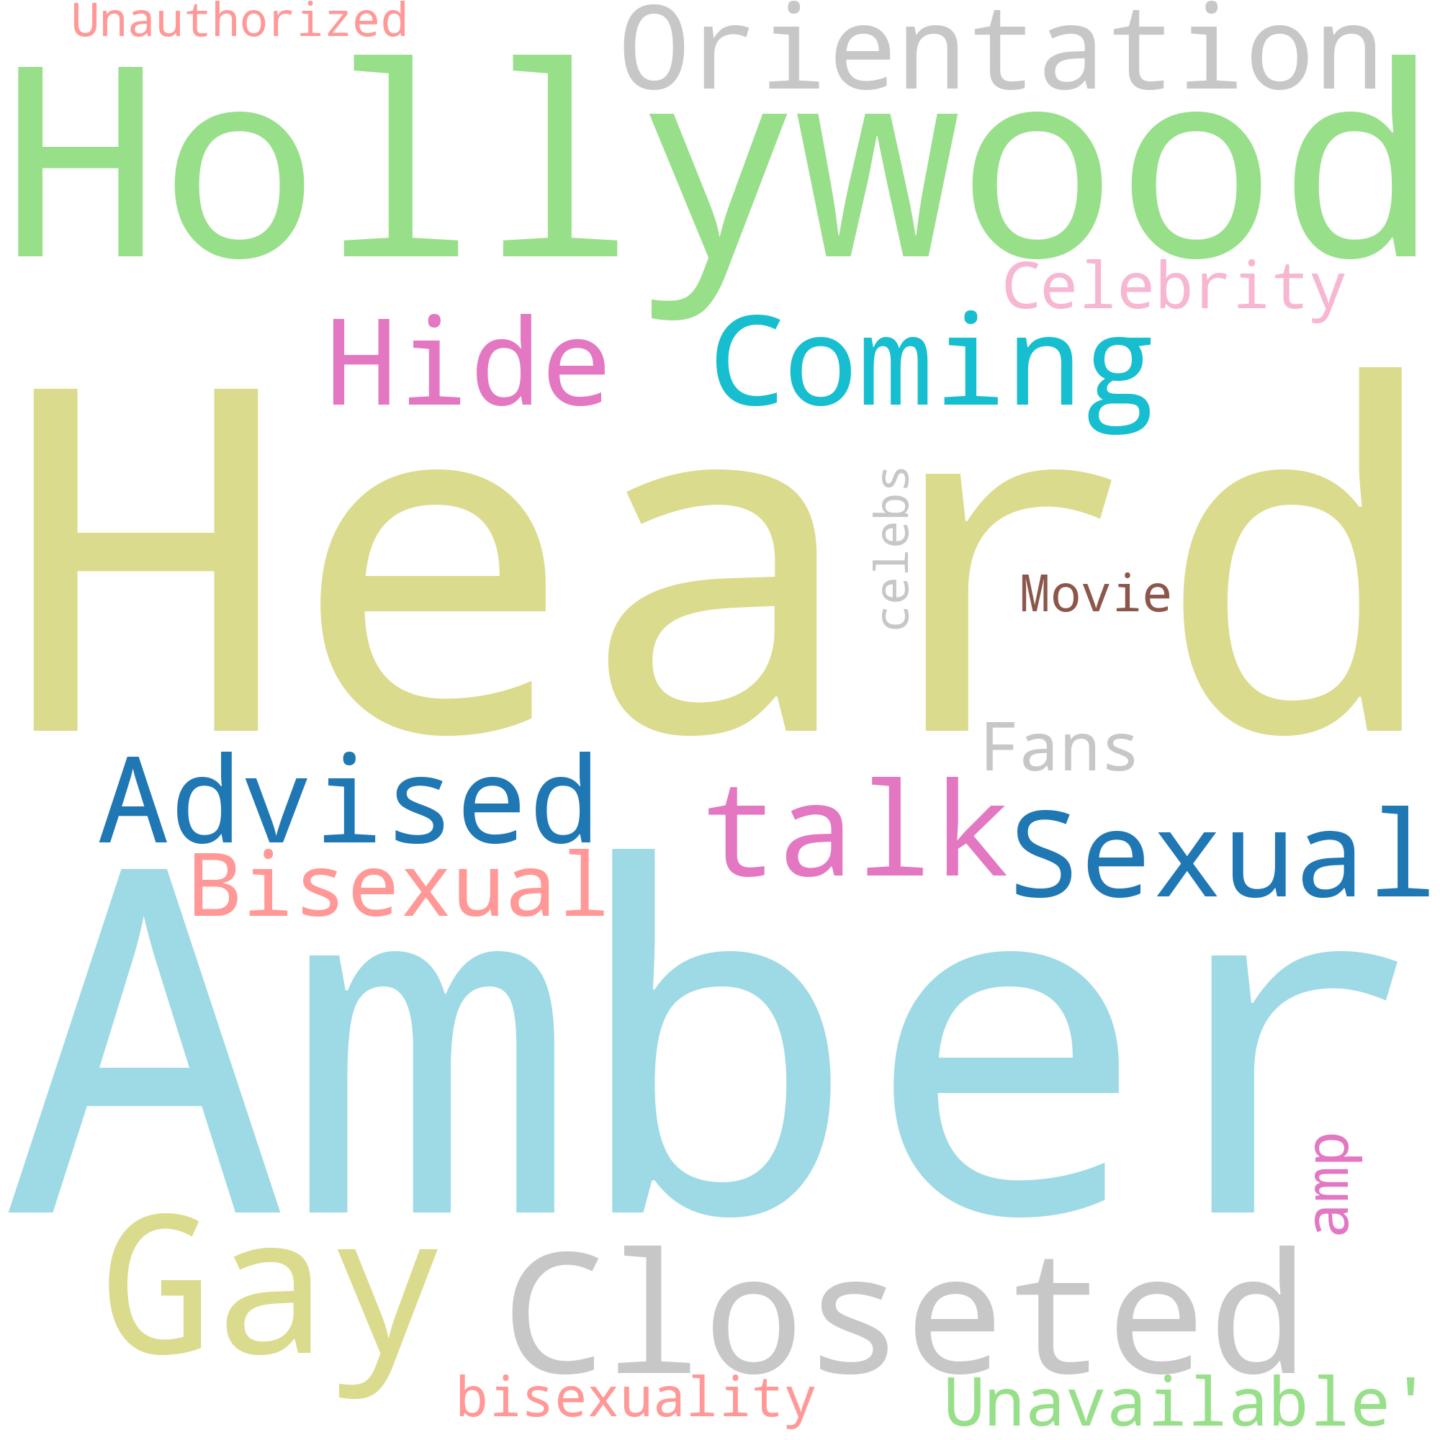 Unauthorized
Orientation
Hollywood
Celebrity
Hide
Coming
Heard
celebs
Movie
Fans
Advised
talk
Sexual
Bisexual
Amber
amp
Gay
Closeted
bisexuality
Unavailable'